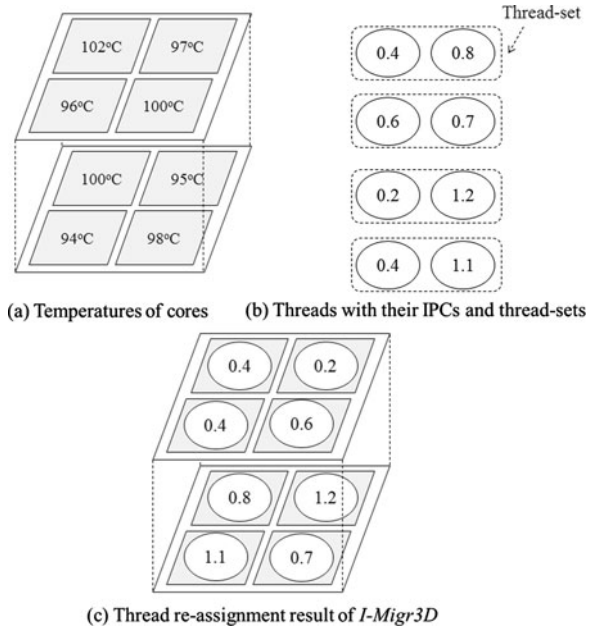 Thread-set
102°C 97°C
96°C 100°C
100°C 95°C
94°C 98°C
0.4 0.8
0.6 0.7
0.2 1.2
0.4 1.1
(a) Temperatures of cores
(b) Threads with their IPCs and thread-sets
0.4 0.2
0.4 0.6
0.8 1.2
1.1 0.7
(c) Thread re-assignment result of I-Migr3D